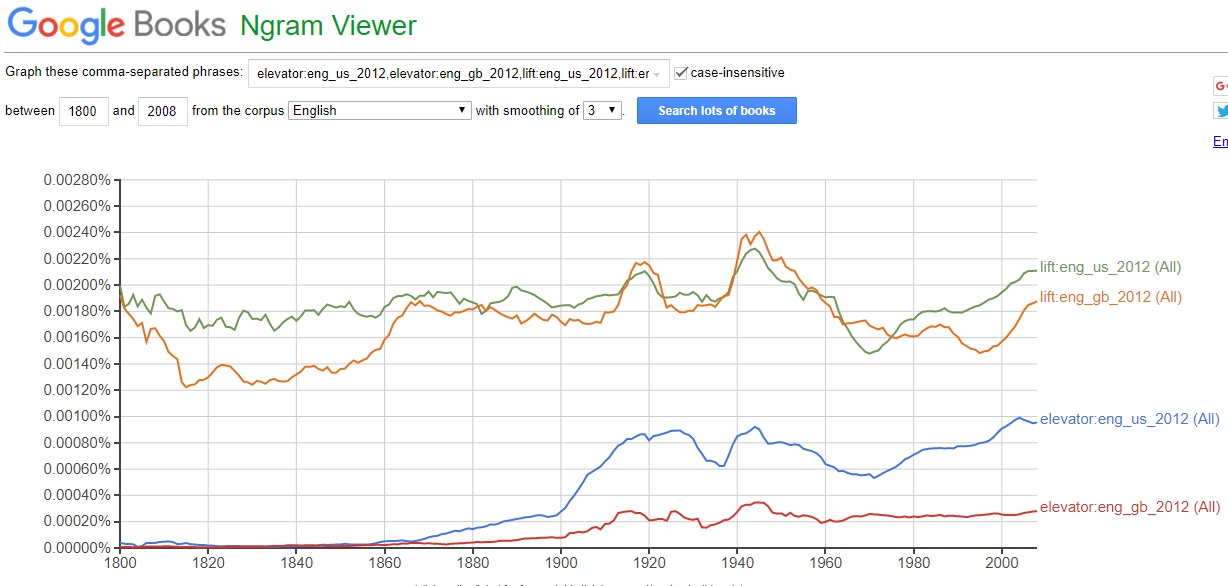 Google Books Ngram Viewer
Graph these comma-separated phrases: elevator:eng_us_2012,elevator:eng_gb_2012,lift:eng_us_2012,lift:er case-insensitive
between 1800 and 2008 from the corpus English with smoothing of 3 . Search lots of books
G+
En
0.00280%
0.00260%
0.00240%
0.00220%
0.00200%
0.00180%
0.00160%
0.00140%
0.00120%
0.00100%
0.00080%
0.00060%
0.00040%
0.00020%
0.00000%
lift:eng_us_2012 (All)
lift:eng_gb_2012 (All)
elevator:eng_us_2012 (All)
elevator:eng_gb_2012 (All)
1800 1820 1840 1860 1880 1900 1920 1940 1960 1980 2000